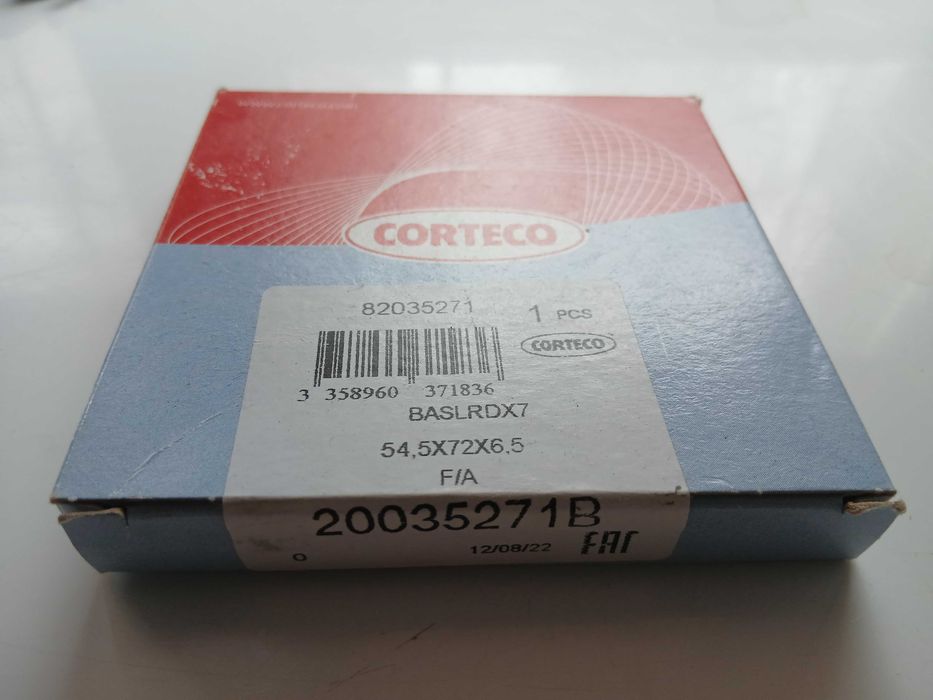 CORTECO
82035271
1 PCS
CORTECO
3 358960 371836
BASLRDX7
54,5X72X6,5
F/A
20035271B
0
12/08/22
EAC